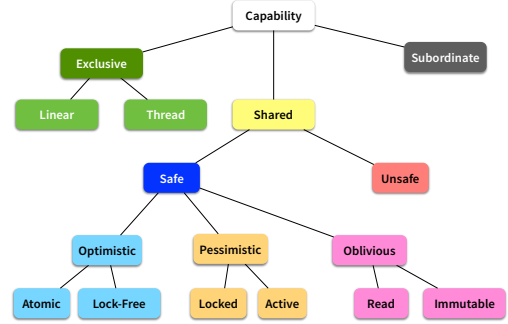 Capability
Exclusive
Subordinate
Linear
Thread
Shared
Safe
Unsafe
Optimistic
Pessimistic
Oblivious
Atomic
Lock-Free
Locked
Active
Read
Immutable